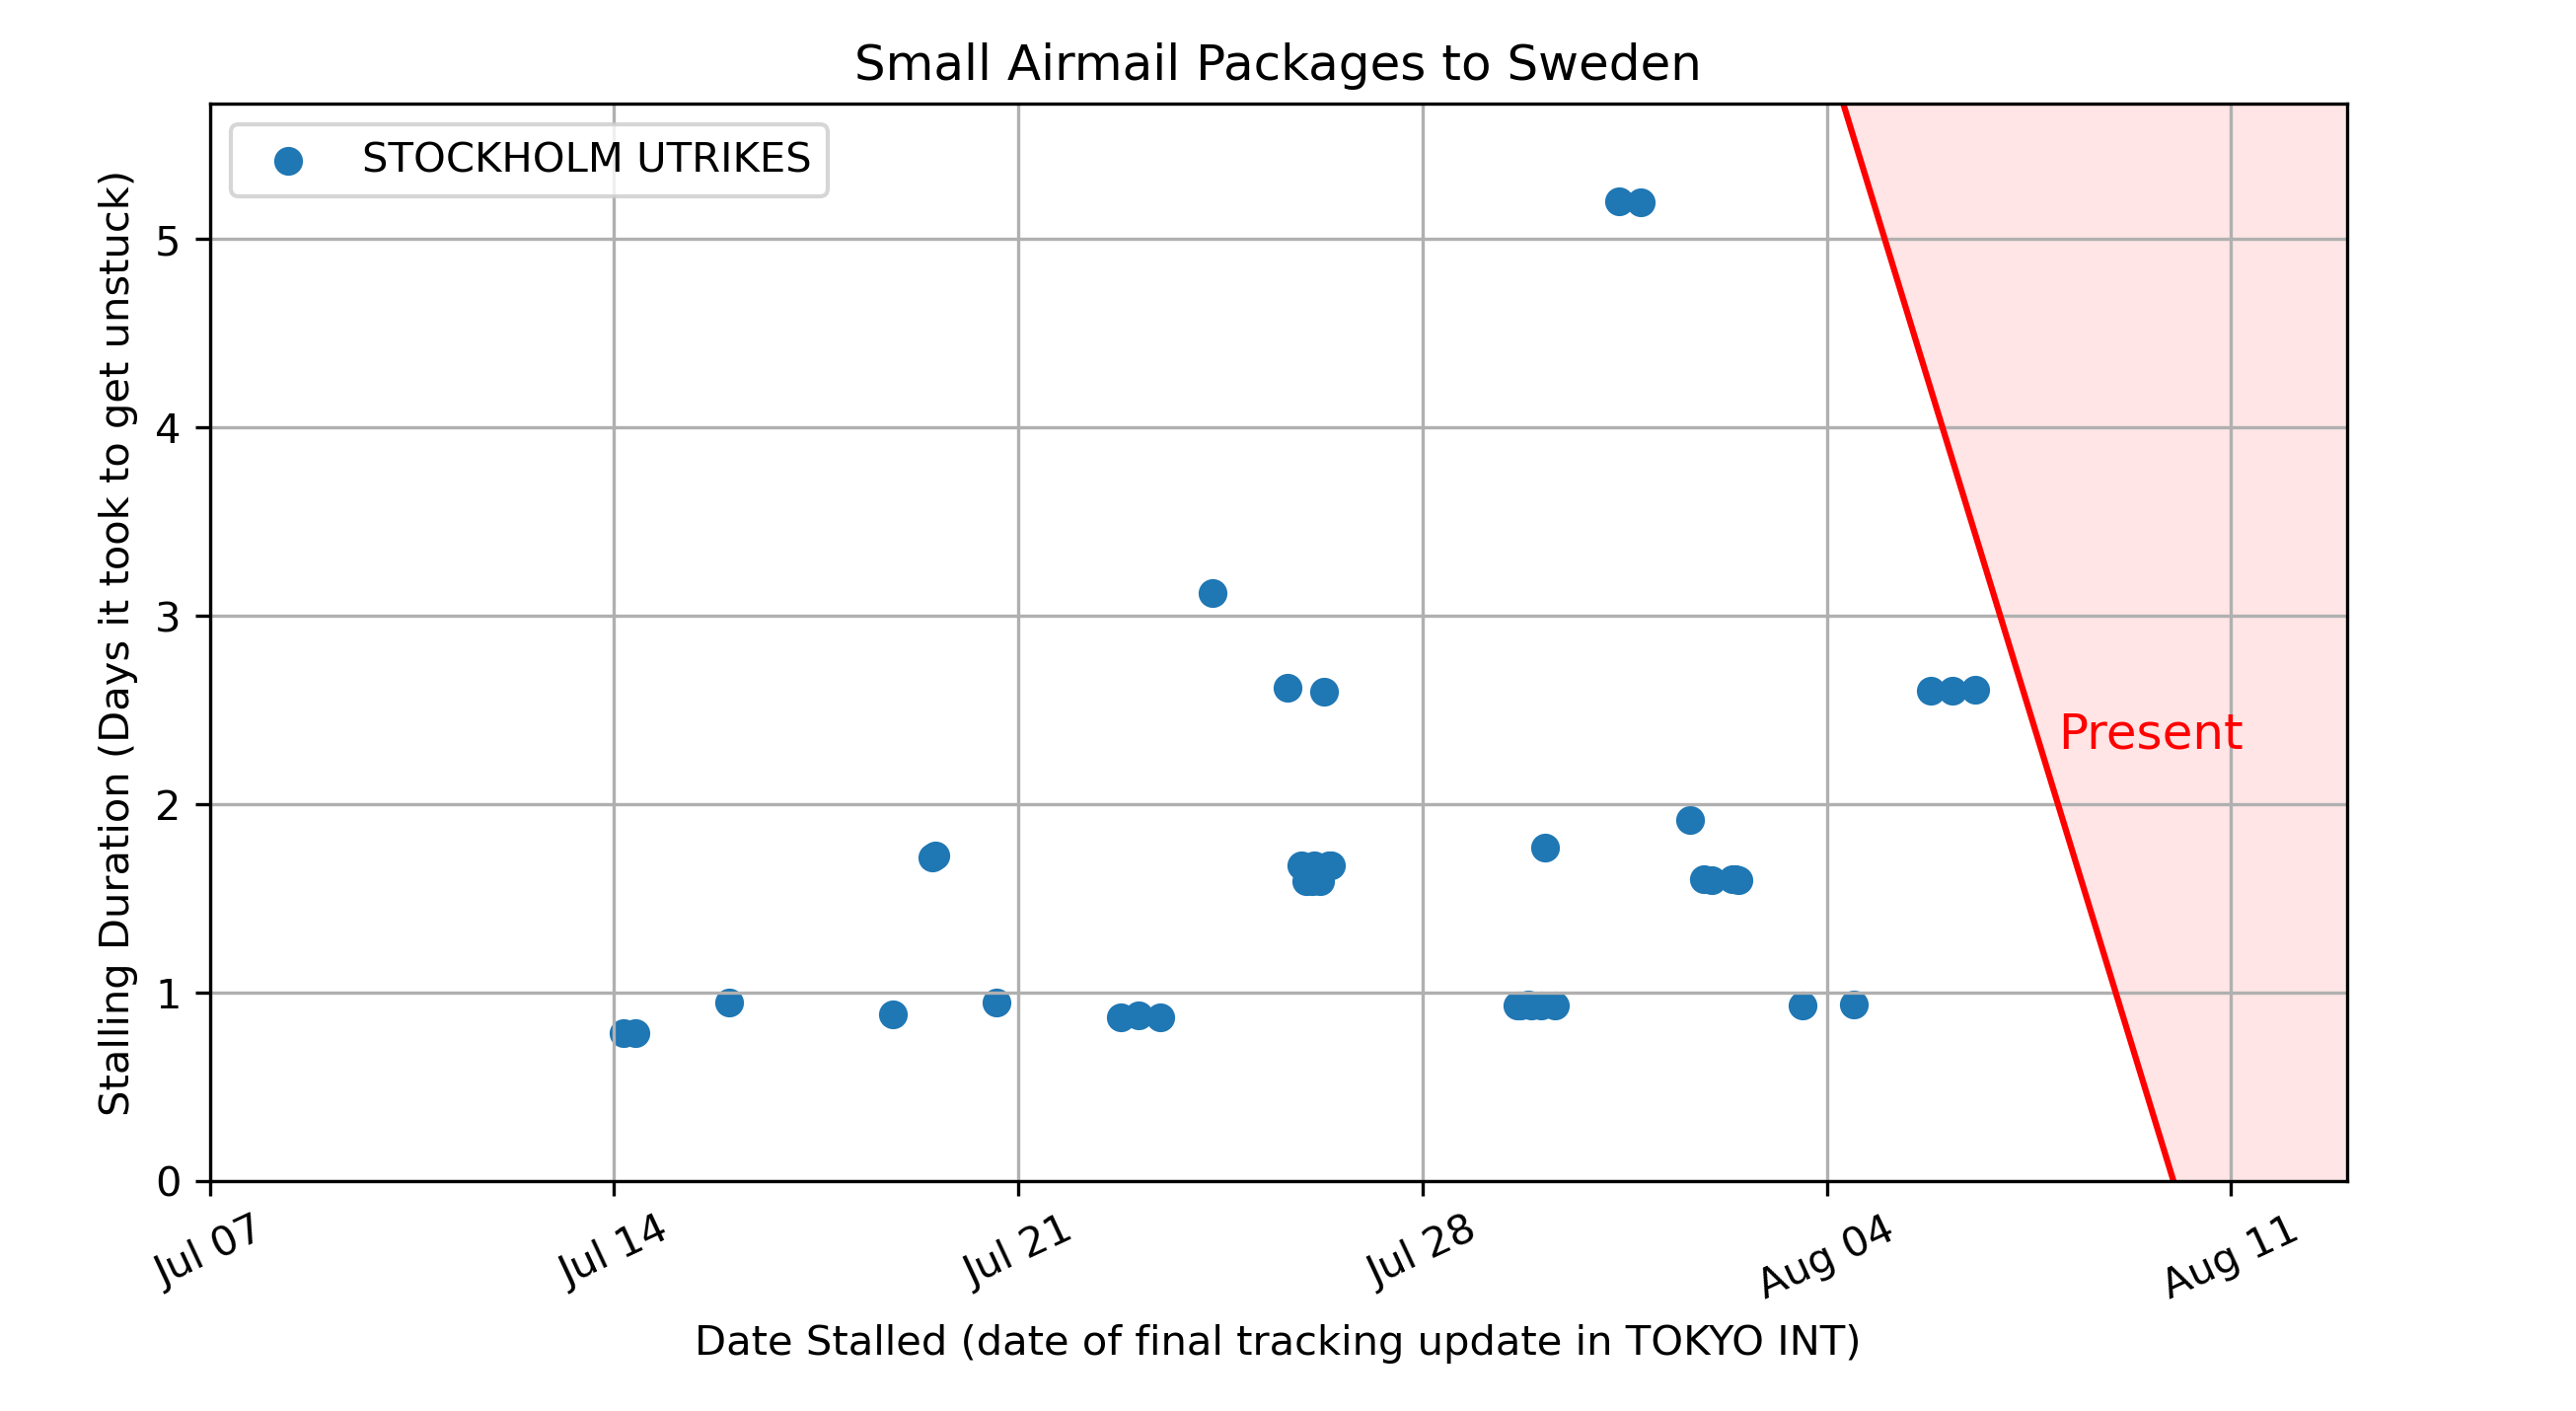 Small Airmail Packages to Sweden
STOCKHOLM UTRIKES
Stalling Duration (Days it took to get unstuck)
5
4
3
2
1
0
Present
Jul 07
Jul 14
Jul 21
Jul 28
Aug 04
Aug 11
Date Stalled (date of final tracking update in TOKYO INT)